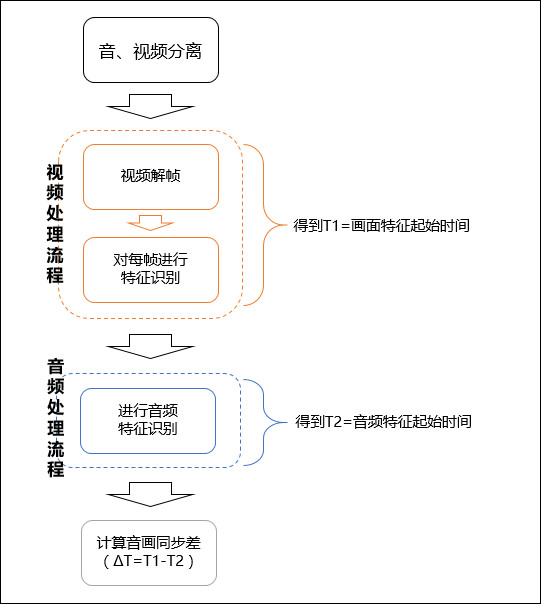 音、视频分离
视频处理流程
视频解帧
对每帧进行
特征识别
得到T1=画面特征起始时间
音频处理流程
进行音频
特征识别
得到T2=音频特征起始时间
计算音画同步差
（ΔT=T1-T2）